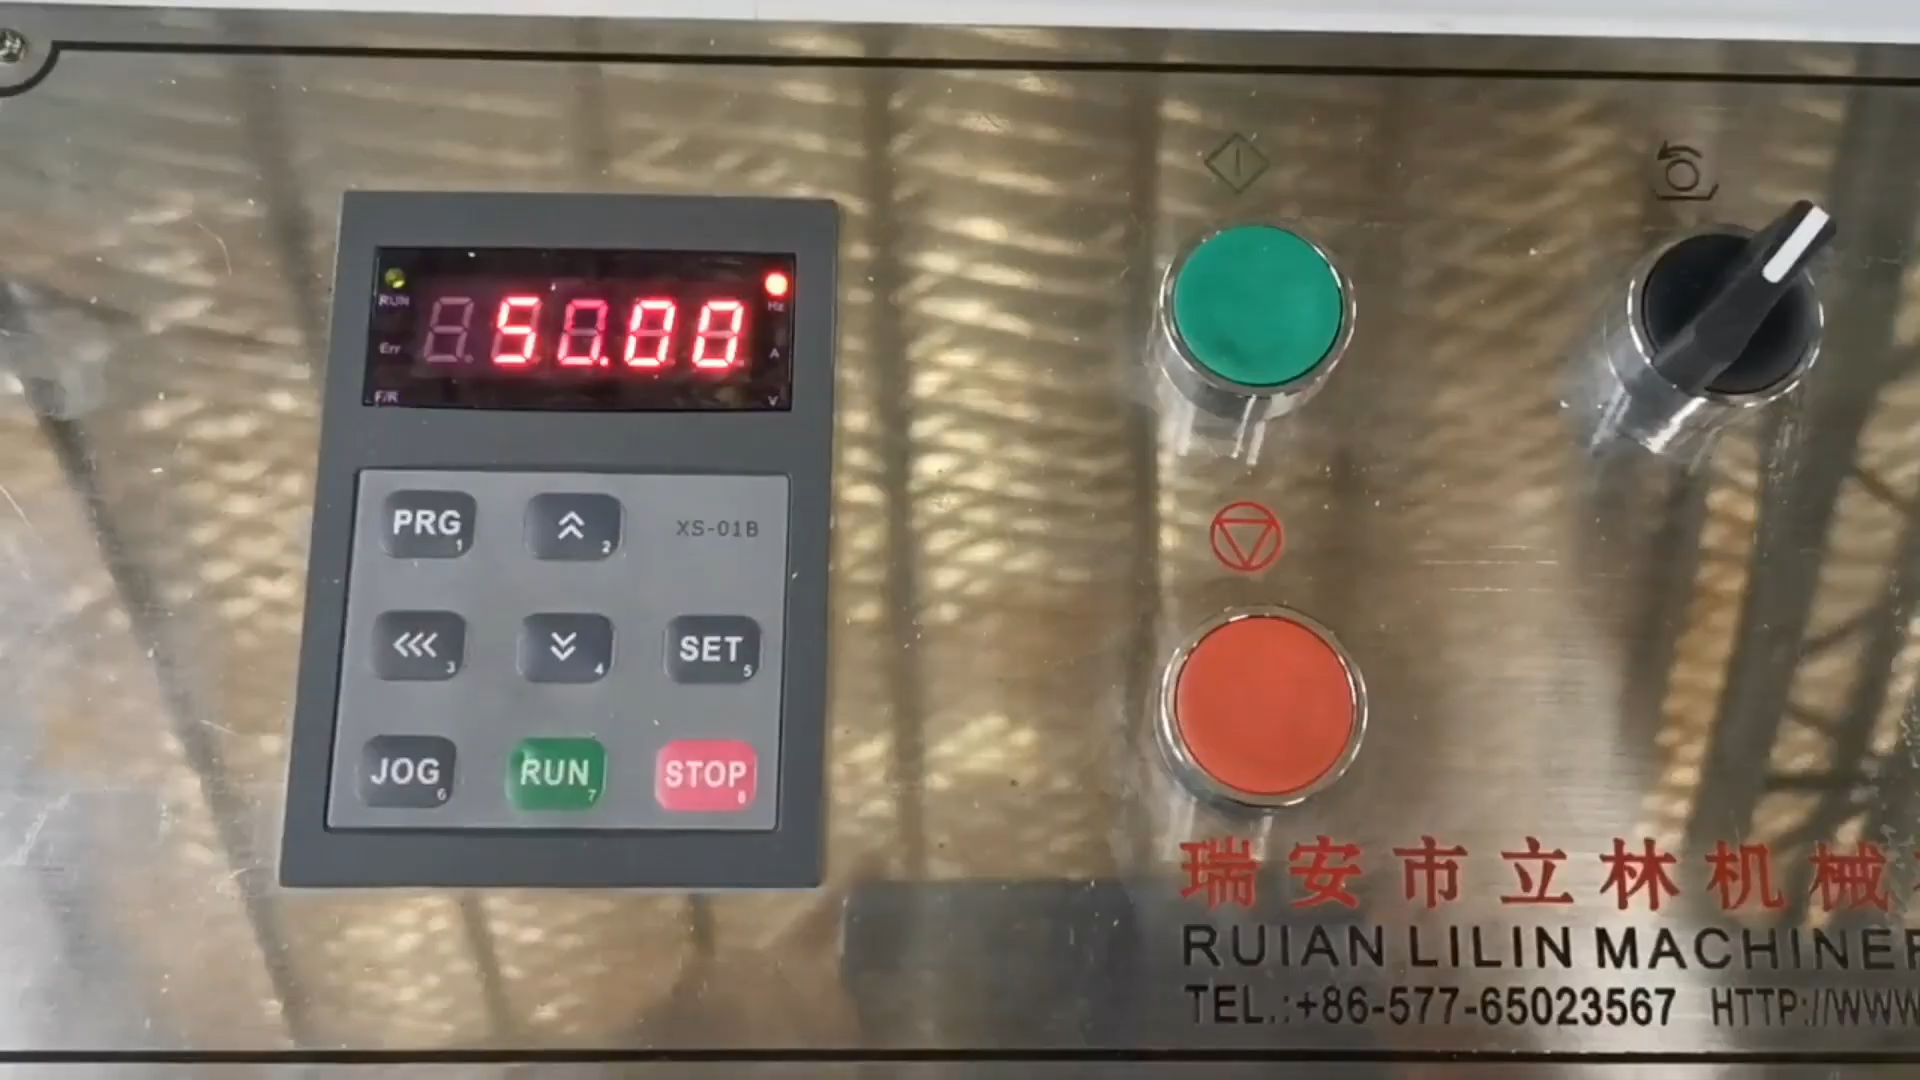 RUN
50.00
Hz
Err
A
F/R
V
PRG 1
2
XS-01B
3
4
SET 5
JOG 6
RUN 7
STOP 8
瑞安市立林机械
RUIAN LILIN MACHINER
TEL.:+86-577-65023567 HTTP://WWW